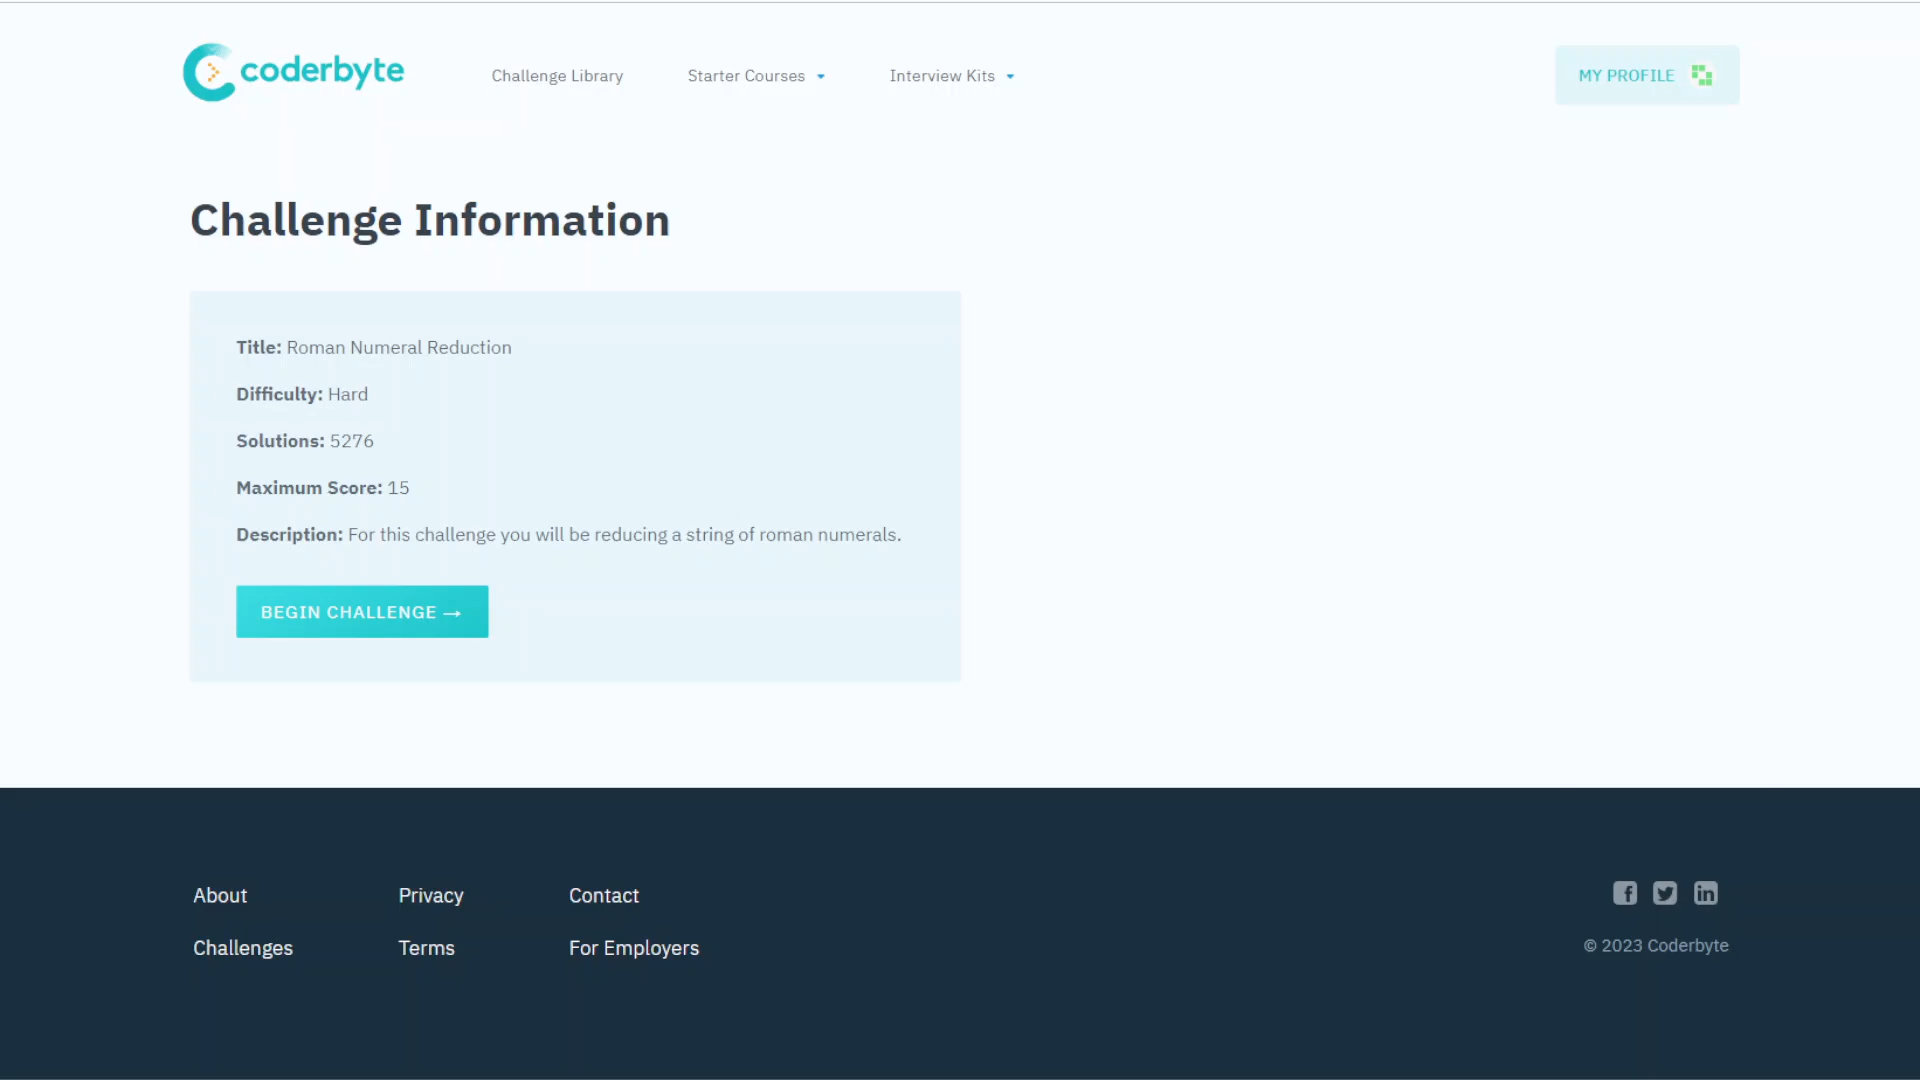 coderbyte
Challenge Library
Starter Courses
Interview Kits
MY PROFILE
Challenge Information
Title: Roman Numeral Reduction
Difficulty: Hard
Solutions: 5276
Maximum Score: 15
Description: For this challenge you will be reducing a string of roman numerals.
BEGIN CHALLENGE →
About
Privacy
Contact
Challenges
Terms
For Employers
© 2023 Coderbyte